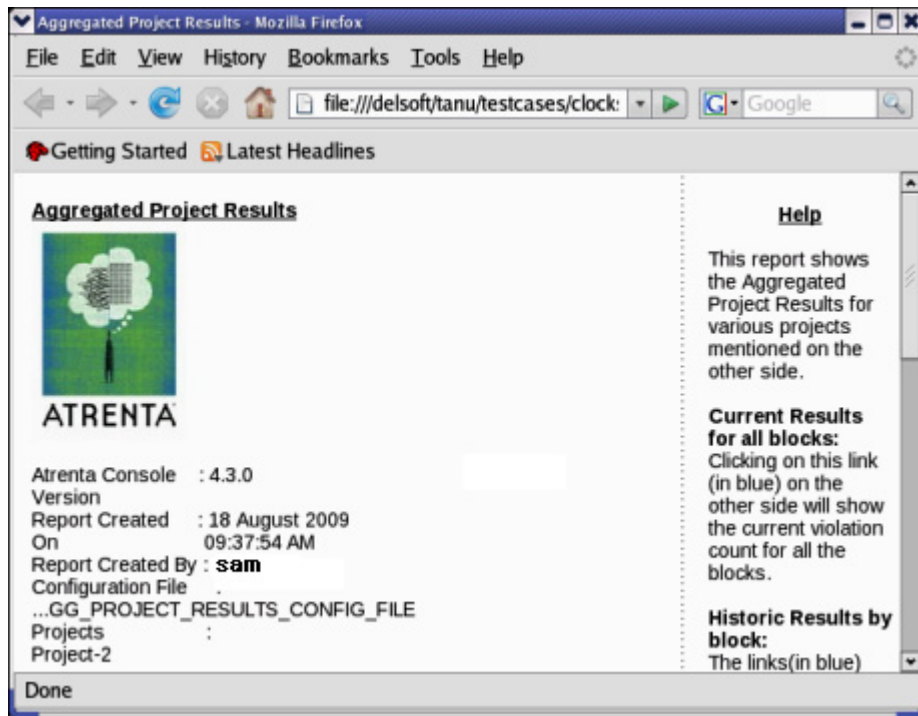 Aggregated Project Results - Mozilla Firefox
File Edit View History Bookmarks Tools Help
file:///delsoft/tanu/testcases/clock: G Google
Getting Started Latest Headlines
Aggregated Project Results
ATRENTA
Atrenta Console : 4.3.0
Version
Report Created : 18 August 2009
On 09:37:54 AM
Report Created By : sam
Configuration File :
...GG_PROJECT_RESULTS_CONFIG_FILE
Projects :
Project-2
Help
This report shows
the Aggregated
Project Results for
various projects
mentioned on the
other side.
Current Results
for all blocks:
Clicking on this link
(in blue) on the
other side will show
the current violation
count for all the
blocks.
Historic Results by
block:
The links(in blue)
Done